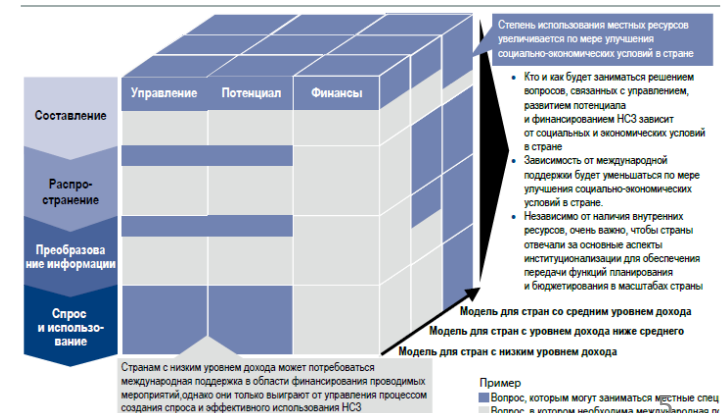 Степень использования местных ресурсов
увеличивается по мере улучшения
социально-экономических условий в стране
Управление
Потенциал
Финансы
Составление
Распро-
странение
Преобразова
ние информации
Спрос
и использо-
вание
• Кто и как будет заниматься решением
вопросов, связанных с управлением,
развитием потенциала
и финансированием НСЗ зависит
от социальных и экономических условий
в стране
• Зависимость от международной
поддержки будет уменьшаться по мере
улучшения социально-экономических
условий в стране.
• Независимо от наличия внутренних
ресурсов, очень важно, чтобы страны
отвечали за основные аспекты
институционализации для обеспечения
передачи функций планирования
и бюджетирования в масштабах страны
Модель для стран со средним уровнем дохода
Модель для стран с уровнем дохода ниже среднего
Модель для стран с низким уровнем дохода
Странам с низким уровнем дохода может потребоваться
международная поддержка в области финансирования проводимых
мероприятий,однако они только выиграют от управления процессом
создания спроса и эффективного использования НСЗ
Пример
Вопрос, которым могут заниматься местные спец
5
Вопрос, в котором необходима международная